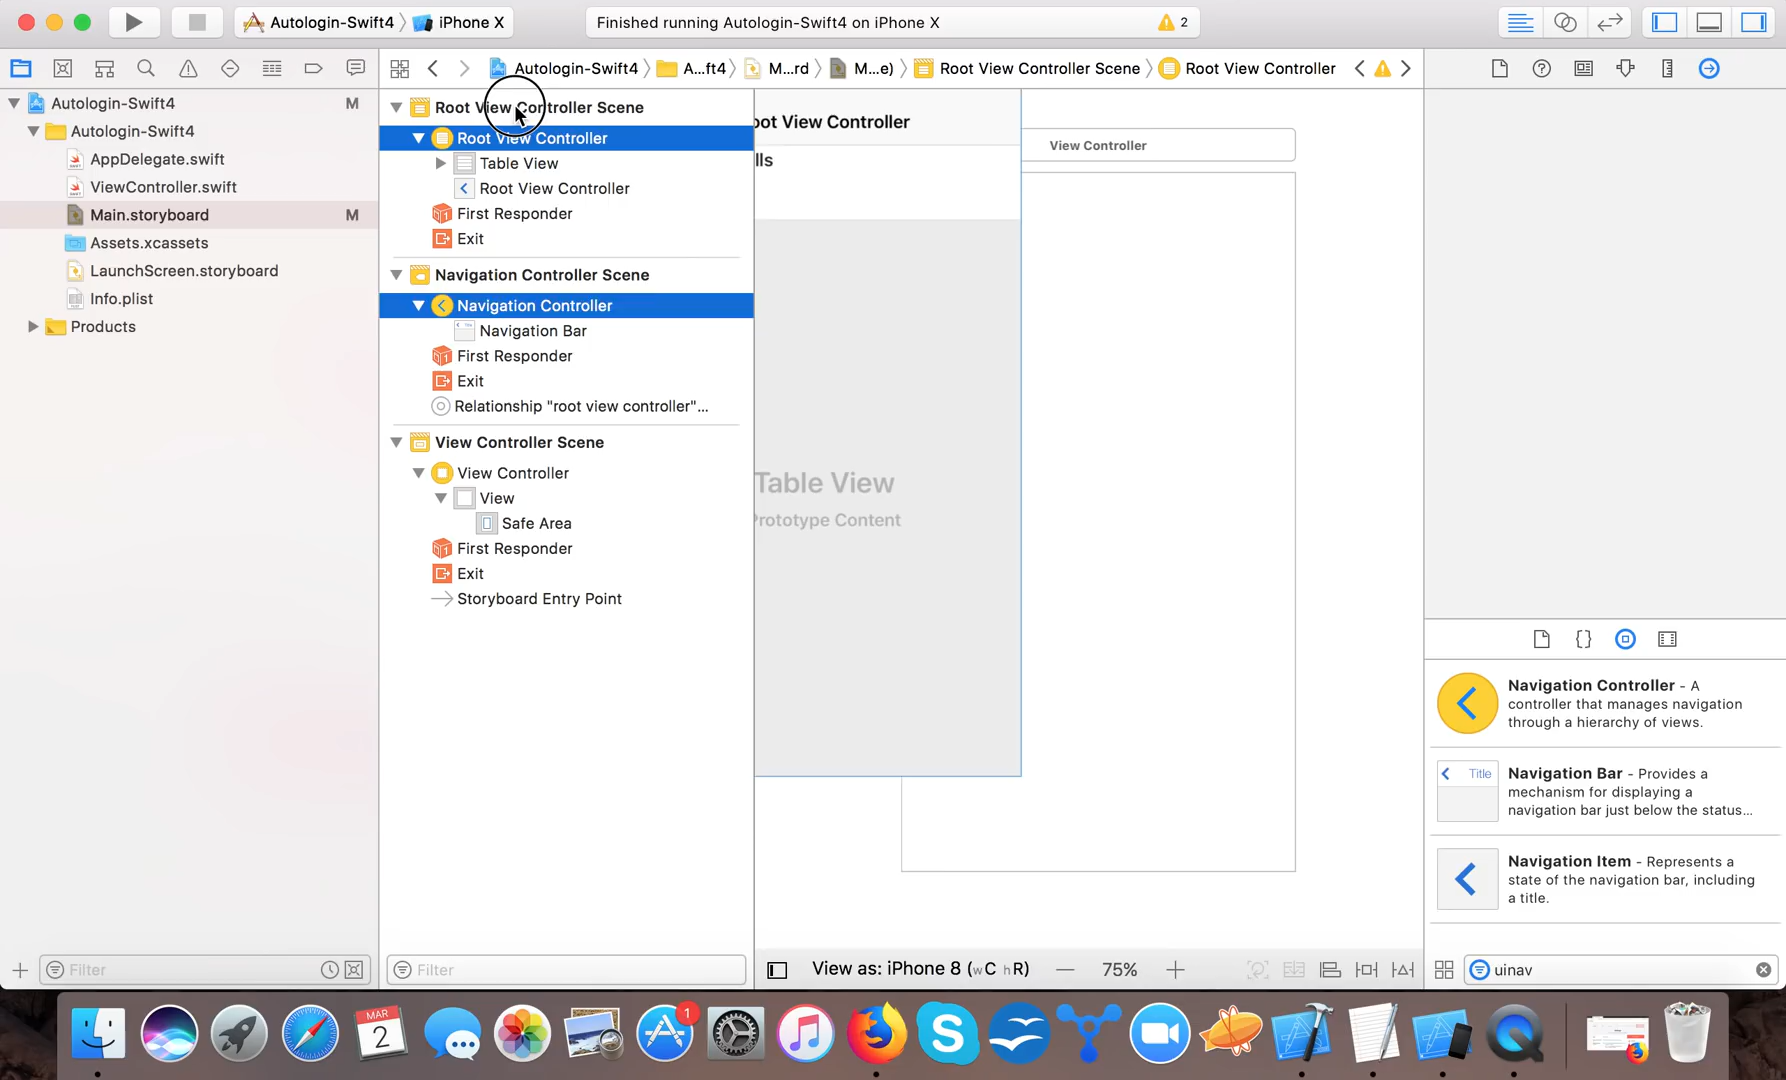 Autologin-Swift4
iPhone X
Finished running Autologin-Swift4 on iPhone X
2
Autologin-Swift4
A...ft4
M...rd
M...e)
Root View Controller Scene
Root View Controller
Autologin-Swift4
M
Autologin-Swift4
AppDelegate.swift
ViewController.swift
Main.storyboard
M
Assets.xcassets
LaunchScreen.storyboard
Info.plist
Products
Filter
Root View Controller Scene
Root View Controller
Table View
Root View Controller
First Responder
Exit
Navigation Controller Scene
Navigation Controller
Navigation Bar
First Responder
Exit
Relationship "root view controller"...
View Controller Scene
View Controller
View
Safe Area
First Responder
Exit
Storyboard Entry Point
Filter
oot View Controller
lls
Table View
Prototype Content
View Controller
View as: iPhone 8 (wC hR)
75%
Navigation Controller - A
controller that manages navigation
through a hierarchy of views.
Title
Navigation Bar - Provides a
mechanism for displaying a
navigation bar just below the status...
Navigation Item - Represents a
state of the navigation bar, including
a title.
uinav
MAR
2
1